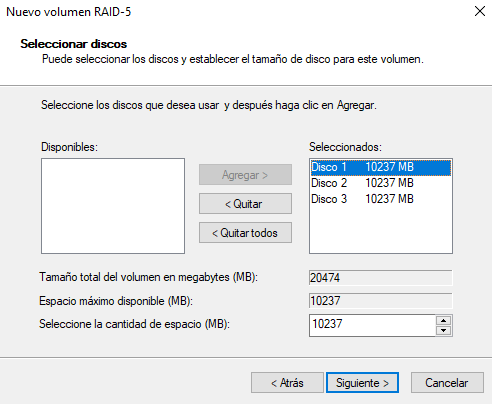 Nuevo volumen RAID-5
Seleccionar discos
Puede seleccionar los discos y establecer el tamaño de disco para este volumen.
Seleccione los discos que desea usar y después haga clic en Agregar.
Disponibles:
Seleccionados:
Agregar >
< Quitar
< Quitar todos
Disco 1 10237 MB
Disco 2 10237 MB
Disco 3 10237 MB
Tamaño total del volumen en megabytes (MB): 20474
Espacio máximo disponible (MB): 10237
Seleccione la cantidad de espacio (MB): 10237
< Atrás Siguiente > Cancelar